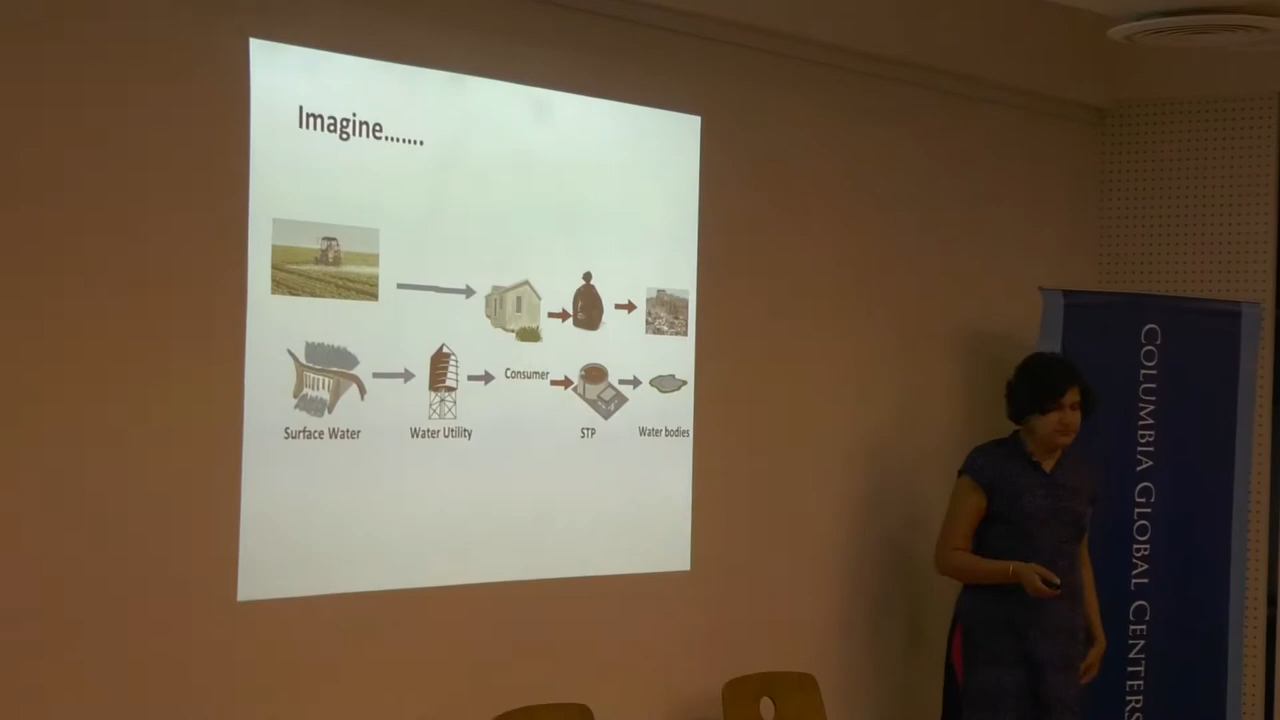 Imagine.......
Consumer
Surface Water
Water Utility
STP
Water bodies
COLUMBIA GLOBAL CENTERS